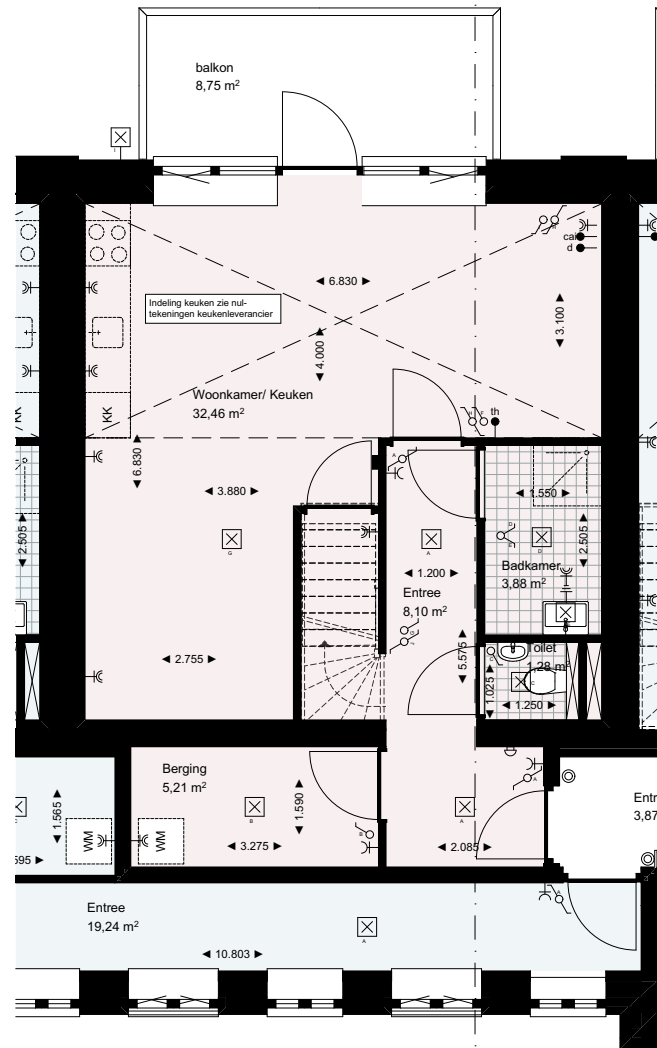 balkon
8,75 m²
6.830
cai
d
Indeling keuken zie nul-
tekeningen keukenleverancier
3.100
4.000
Woonkamer/ Keuken
32,46 m²
KK
KK
th
6.830
3.880
1.550
2.505
2.505
Badkamer
3,88 m²
1.200
Entree
8,10 m²
5.575
2.755
Toilet
1,28 m²
1.025
1.250
Berging
5,21 m²
1.565
1.590
WM
WM
3.275
2.085
595
Entr
3,87
Entree
19,24 m²
10.803